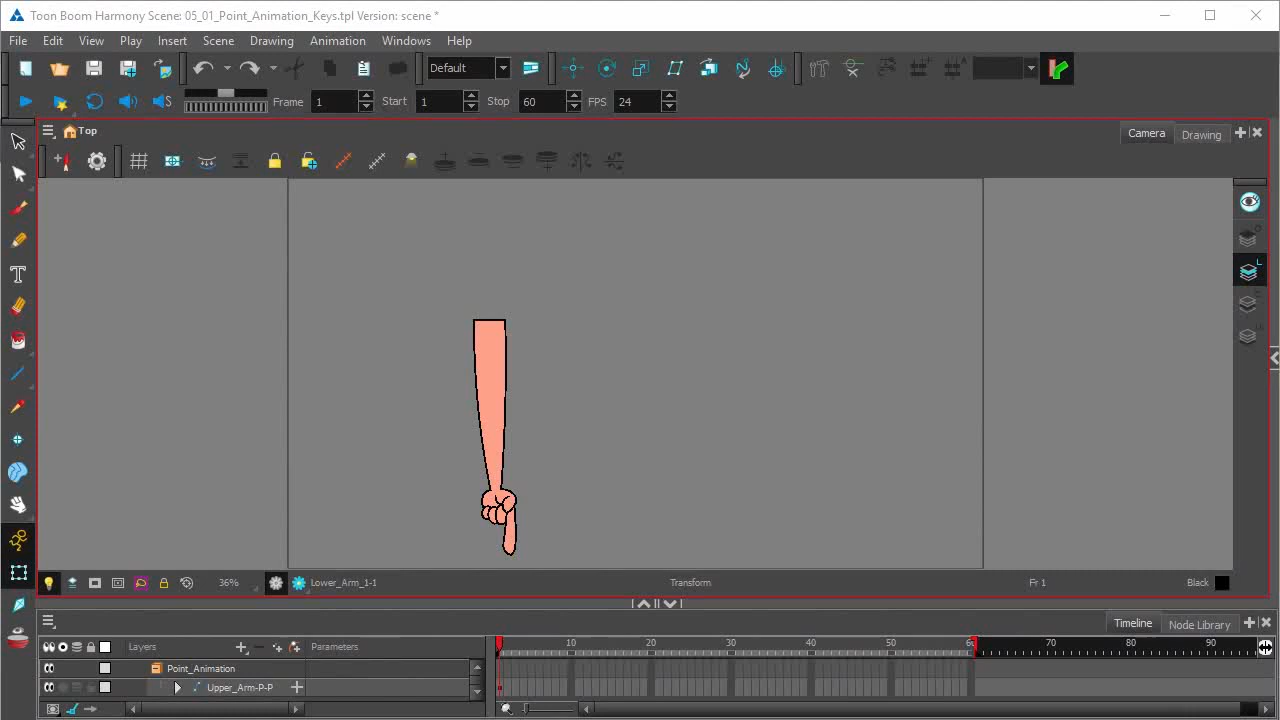 Toon Boom Harmony Scene: 05_01_Point_Animation_Keys.tpl Version: scene *
File Edit View Play Insert Scene Drawing Animation Windows Help
Default
Frame 1 Start 1 Stop 60 FPS 24
Top Camera Drawing
36% Lower_Arm_1-1 Transform Fr 1 Black
Timeline Node Library
Layers Parameters 10 20 30 40 50 60 70 80 90
Point_Animation
Upper_Arm-P-P